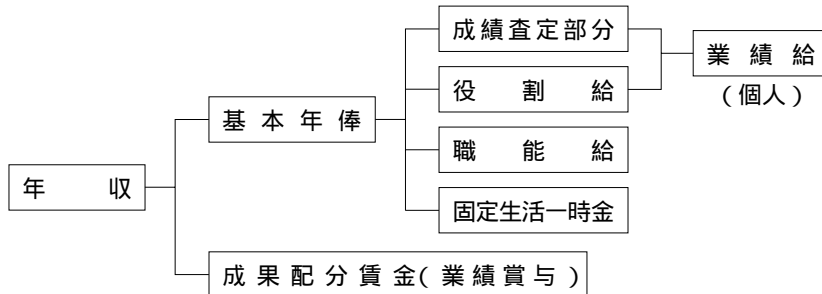 成績査定部分
業績給
役割給
(個人)
基本年俸
職能給
年収
固定生活一時金
成果配分賃金(業績賞与)